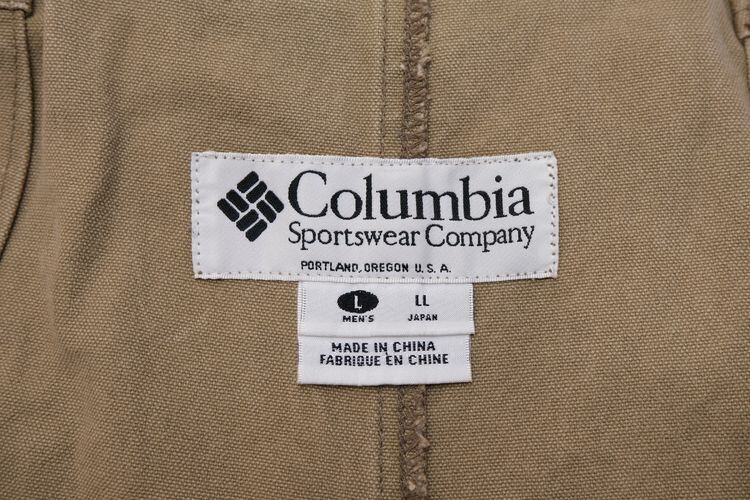 Columbia
Sportswear Company
PORTLAND, OREGON U.S.A.
L LL
MEN'S JAPAN
MADE IN CHINA
FABRIQUE EN CHINE